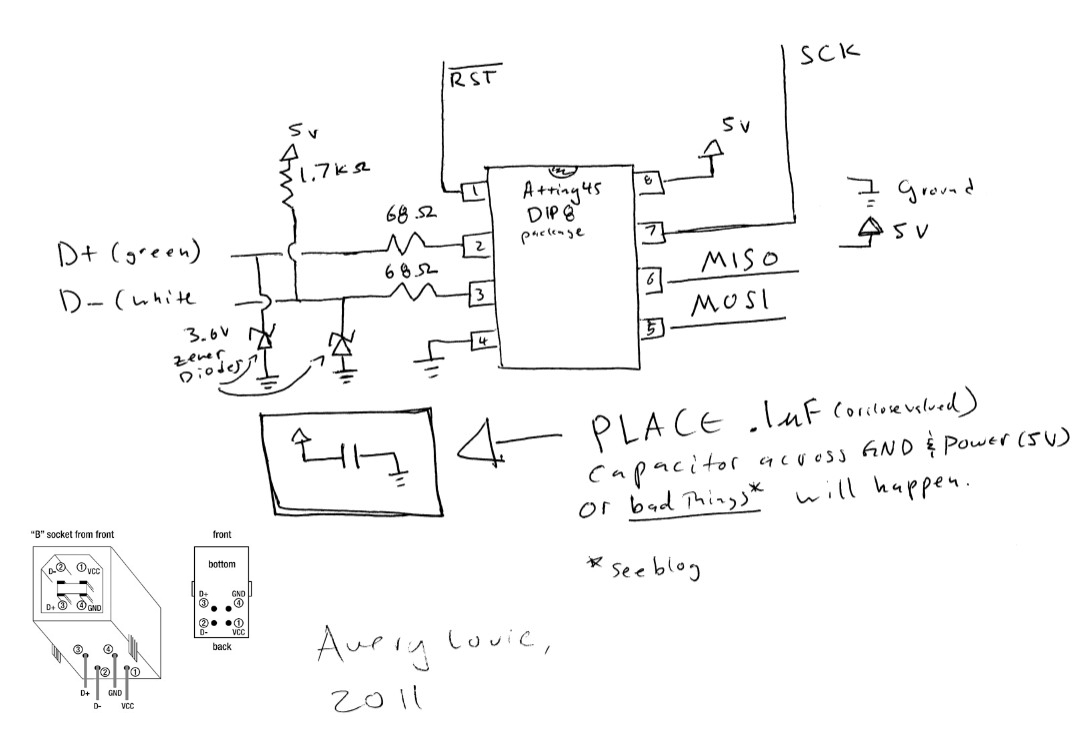 RST
SCK
5v
1.7KΩ
5v
1
Attiny45
DIP8
package
8
68Ω
D+ (green)
2
7
Ground
5V
68Ω
D- (white
3
6
MISO
MOSI
3.6V
zener
Diodes
4
5
PLACE .1uF (or close valued)
capacitor across GND & Power (5V)
or bad Things* will happen.
*see blog
"B" socket from front
D- ② ① VCC
D+ ③ ④ GND
③ ④
② ①
D+ GND
D- VCC
front
bottom
D+ GND
③ ④
② ①
D- VCC
back
Avery Louie,
2011